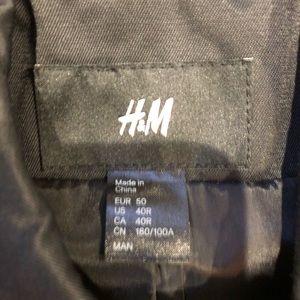 H&M
Made in
China
EUR 50
US 40R
CA 40R
CN 180/100A
MAN